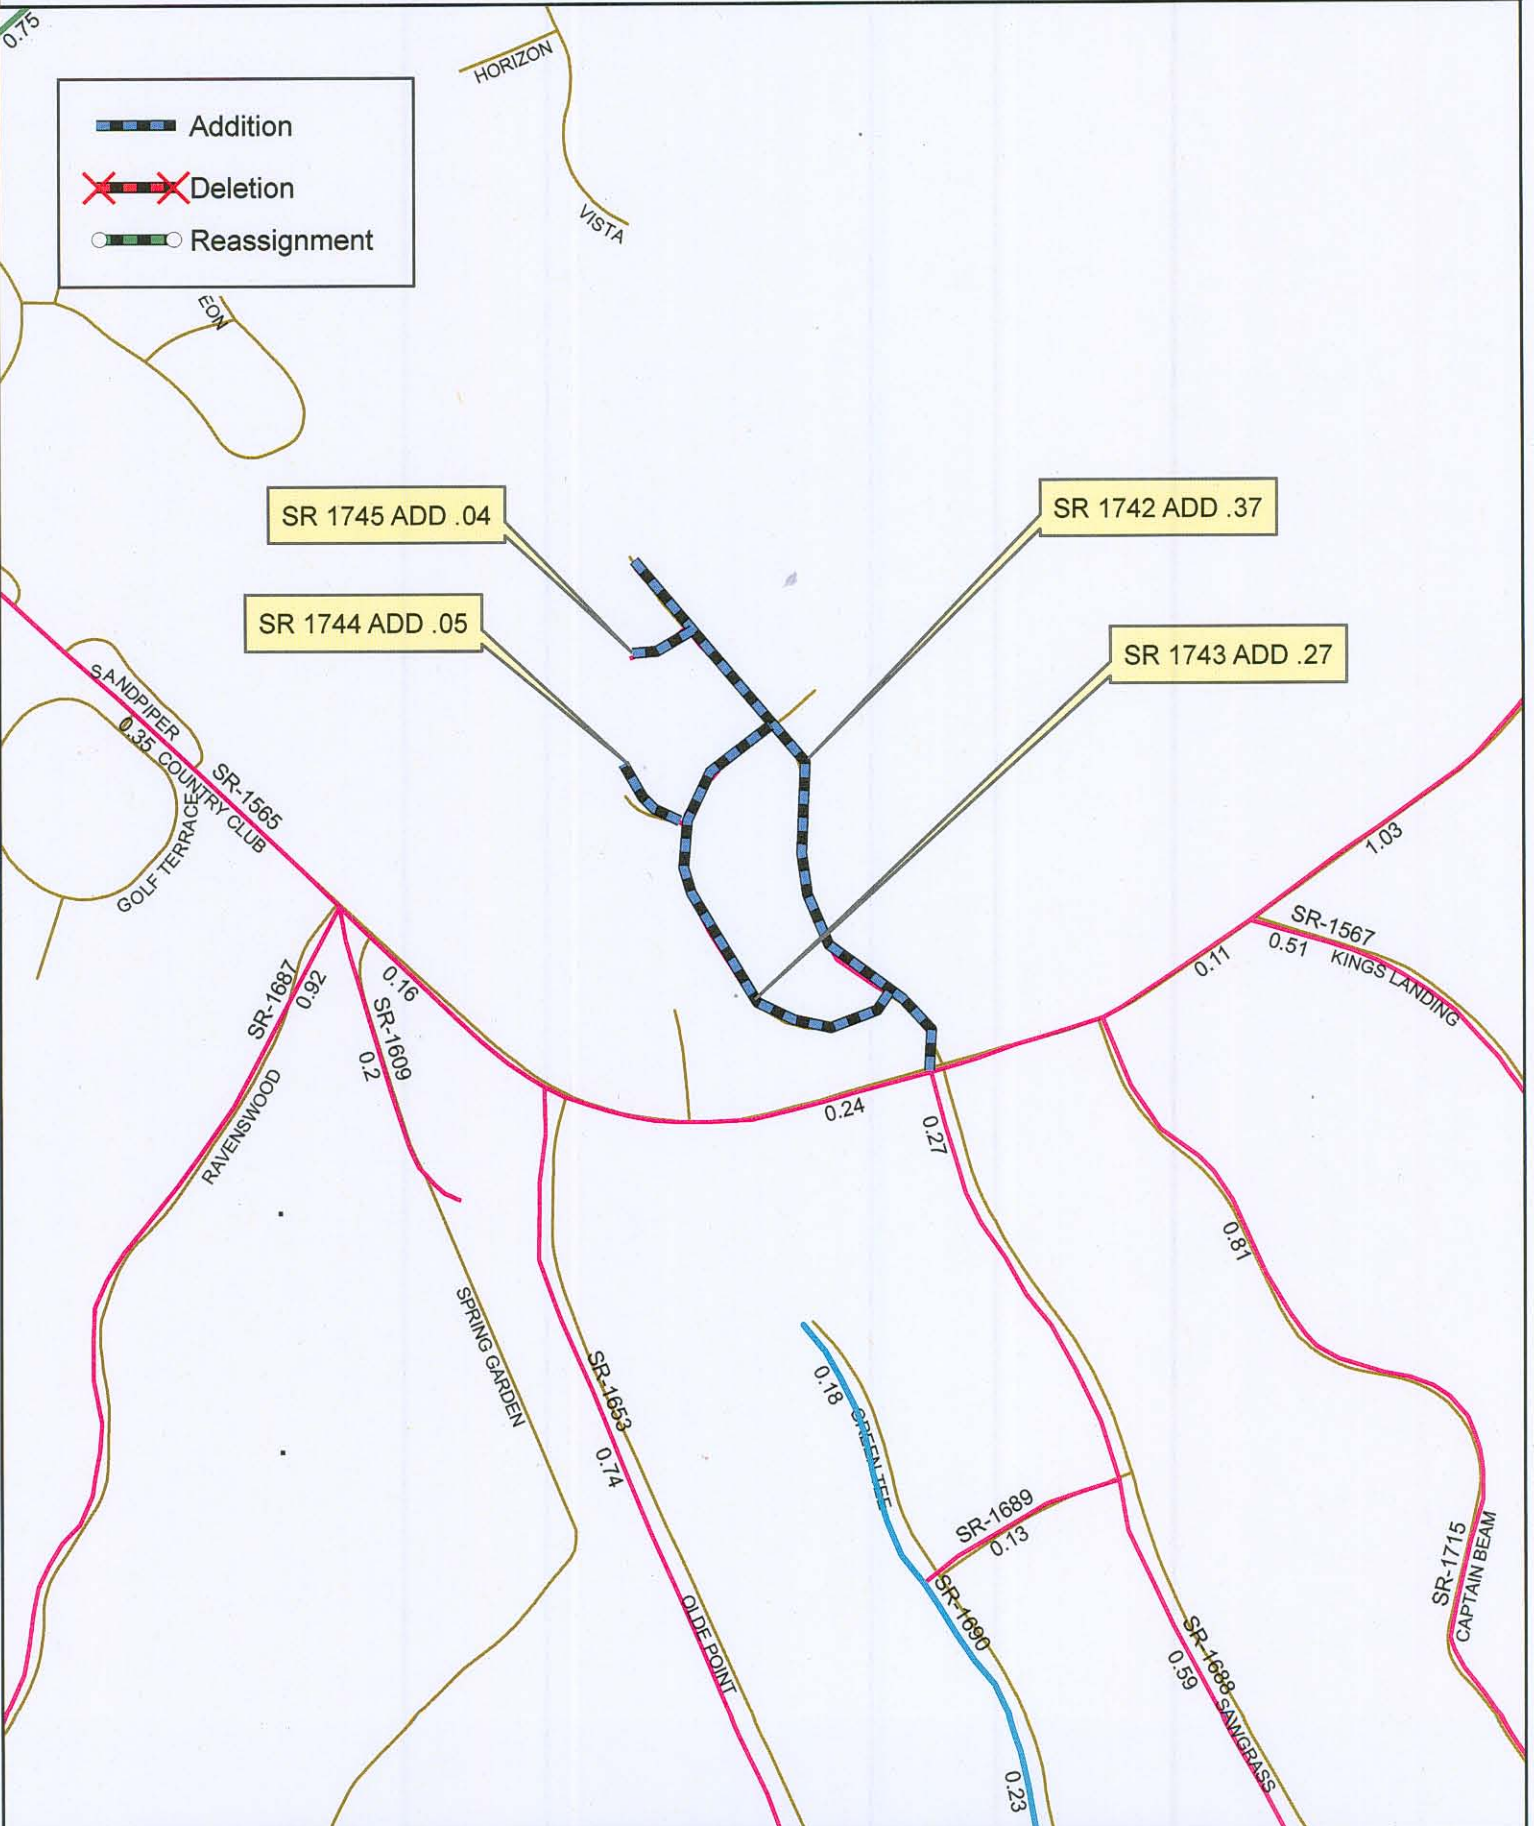 0.75
HORIZON
Addition
Deletion
Reassignment
VISTA
EON
SR 1745 ADD .04
SR 1742 ADD .37
SR 1744 ADD .05
SR 1743 ADD .27
SANDPIPER
0.35 COUNTRY CLUB
SR-1565
GOLF TERRACE
1.03
SR-1567
0.51 KINGS LANDING
0.11
SR-1687
0.92
0.16
SR-1609
0.2
RAVENSWOOD
0.24
0.27
0.81
SPRING GARDEN
SR-1653
0.74
0.18 GREEN TEE
SR-1689
0.13
SR-1690
OLDE POINT
SR-1715
CAPTAIN BEAM
SR-1688 SAWGRASS
0.59
0.23